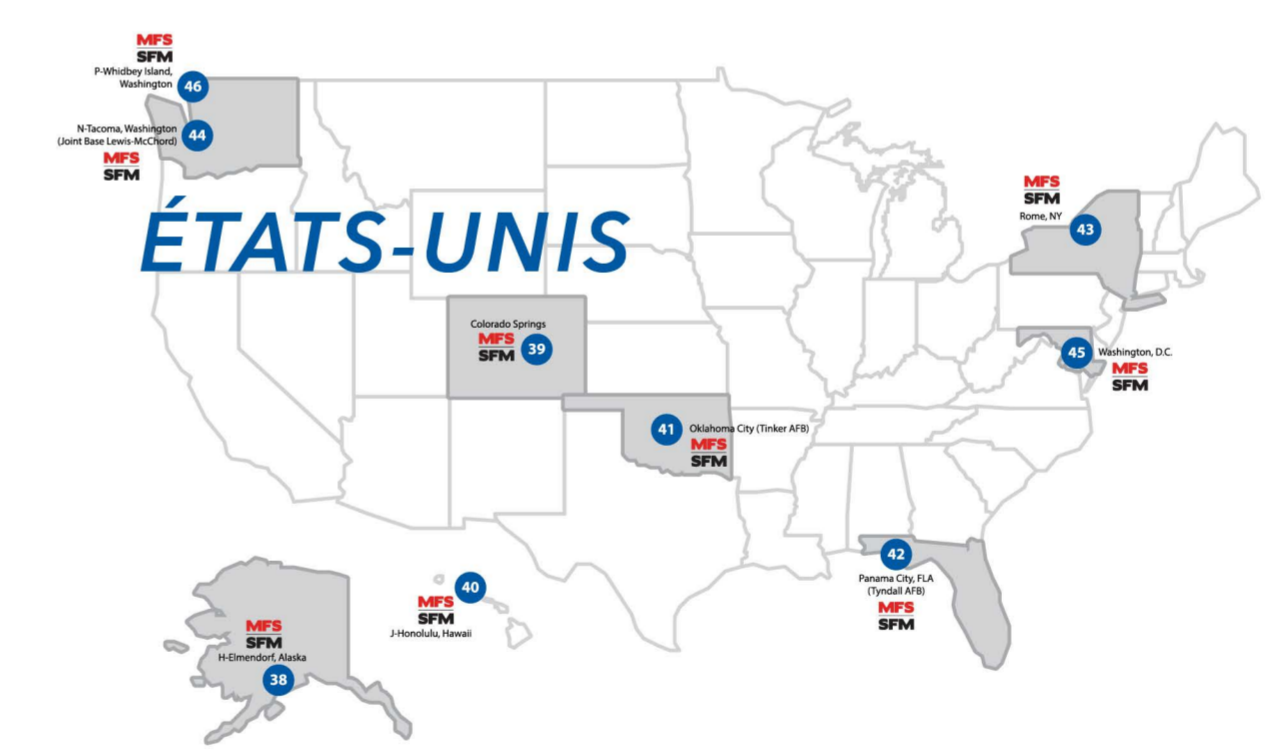 MFS
SFM
P-Whidbey Island,
Washington
46
N-Tacoma, Washington
(Joint Base Lewis-McChord)
44
MFS
SFM
ÉTATS-UNIS
MFS
SFM
Rome, NY
43
Colorado Springs
MFS
SFM
39
45
Washington, D.C.
MFS
SFM
41
Oklahoma City (Tinker AFB)
MFS
SFM
42
Panama City, FLA
(Tyndall AFB)
MFS
SFM
40
MFS
SFM
J-Honolulu, Hawaii
MFS
SFM
H-Elmendorf, Alaska
38